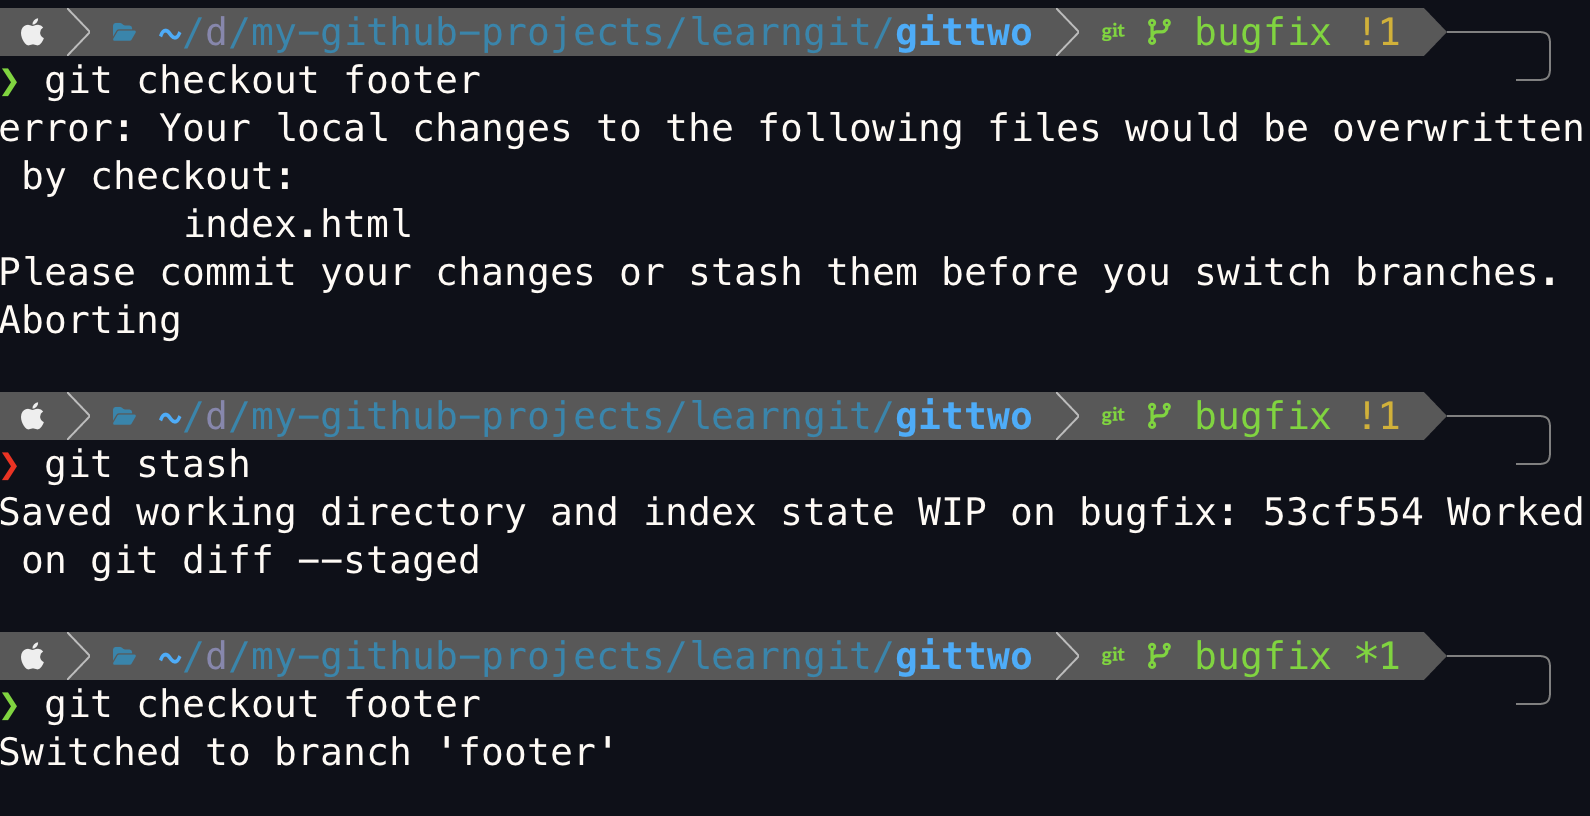 ~/d/my-github-projects/learngit/gittwo git bugfix !1
❯ git checkout footer
error: Your local changes to the following files would be overwritten
by checkout:
index.html
Please commit your changes or stash them before you switch branches.
Aborting
~/d/my-github-projects/learngit/gittwo git bugfix !1
❯ git stash
Saved working directory and index state WIP on bugfix: 53cf554 Worked
on git diff --staged
~/d/my-github-projects/learngit/gittwo git bugfix *1
❯ git checkout footer
Switched to branch 'footer'